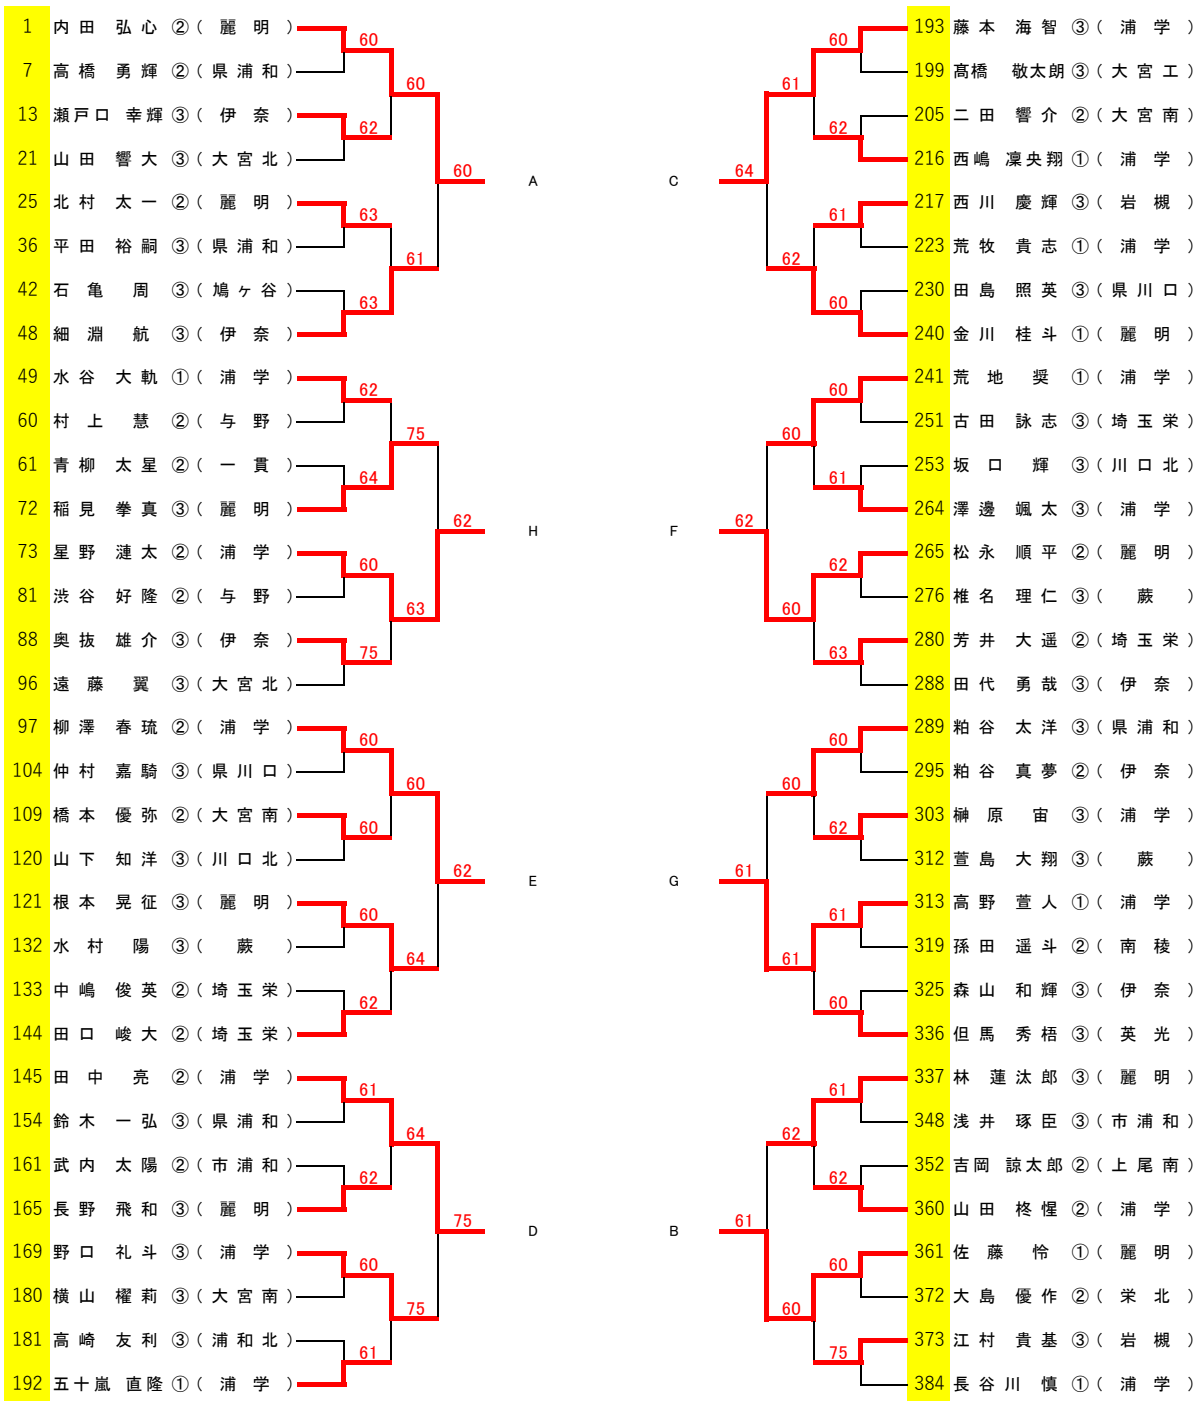 1 内田 弘心 ② ( 麗明 )
60
7 高橋 勇輝 ② ( 県浦和 )
60
13 瀬戸口 幸輝 ③ ( 伊奈 )
62
21 山田 響大 ③ ( 大宮北 )
60 A
25 北村 太一 ② ( 麗明 )
63
36 平田 裕嗣 ③ ( 県浦和 )
61
42 石亀 周 ③ ( 鳩ヶ谷 )
63
48 細淵 航 ③ ( 伊奈 )
49 水谷 大軌 ① ( 浦学 )
62
60 村上 慧 ② ( 与野 )
75
61 青柳 太星 ② ( 一貫 )
64
72 稲見 拳真 ③ ( 麗明 )
62 H
73 星野 漣太 ② ( 浦学 )
60
81 渋谷 好隆 ② ( 与野 )
63
88 奥抜 雄介 ③ ( 伊奈 )
75
96 遠藤 翼 ③ ( 大宮北 )
97 柳澤 春琉 ② ( 浦学 )
60
104 仲村 嘉騎 ③ ( 県川口 )
60
109 橋本 優弥 ② ( 大宮南 )
60
120 山下 知洋 ③ ( 川口北 )
62 E
121 根本 晃征 ③ ( 麗明 )
60
132 水村 陽 ③ ( 蕨 )
64
133 中嶋 俊英 ② ( 埼玉栄 )
62
144 田口 峻大 ② ( 埼玉栄 )
145 田中 亮 ② ( 浦学 )
61
154 鈴木 一弘 ③ ( 県浦和 )
64
161 武内 太陽 ② ( 市浦和 )
62
165 長野 飛和 ③ ( 麗明 )
75 D
169 野口 礼斗 ③ ( 浦学 )
60
180 横山 櫂莉 ③ ( 大宮南 )
75
181 高崎 友利 ③ ( 浦和北 )
61
192 五十嵐 直隆 ① ( 浦学 )
193 藤本 海智 ③ ( 浦学 )
60
199 髙橋 敬太朗 ③ ( 大宮工 )
61
205 二田 響介 ② ( 大宮南 )
62
216 西嶋 凜央翔 ① ( 浦学 )
C 64
217 西川 慶輝 ③ ( 岩槻 )
61
223 荒牧 貴志 ① ( 浦学 )
62
230 田島 照英 ③ ( 県川口 )
60
240 金川 桂斗 ① ( 麗明 )
241 荒地 奨 ① ( 浦学 )
60
251 古田 詠志 ③ ( 埼玉栄 )
60
253 坂口 輝 ③ ( 川口北 )
61
264 澤邊 颯太 ③ ( 浦学 )
F 62
265 松永 順平 ② ( 麗明 )
62
276 椎名 理仁 ③ ( 蕨 )
60
280 芳井 大遥 ② ( 埼玉栄 )
63
288 田代 勇哉 ③ ( 伊奈 )
289 粕谷 太洋 ③ ( 県浦和 )
60
295 粕谷 真夢 ② ( 伊奈 )
60
303 榊原 宙 ③ ( 浦学 )
62
312 萱島 大翔 ③ ( 蕨 )
G 61
313 高野 萱人 ① ( 浦学 )
61
319 孫田 遥斗 ② ( 南稜 )
61
325 森山 和輝 ③ ( 伊奈 )
60
336 但馬 秀梧 ③ ( 英光 )
337 林 蓮汰郎 ③ ( 麗明 )
61
348 浅井 琢臣 ③ ( 市浦和 )
62
352 吉岡 諒太郎 ② ( 上尾南 )
62
360 山田 柊惺 ② ( 浦学 )
B 61
361 佐藤 怜 ① ( 麗明 )
60
372 大島 優作 ② ( 栄北 )
60
373 江村 貴基 ③ ( 岩槻 )
75
384 長谷川 慎 ① ( 浦学 )